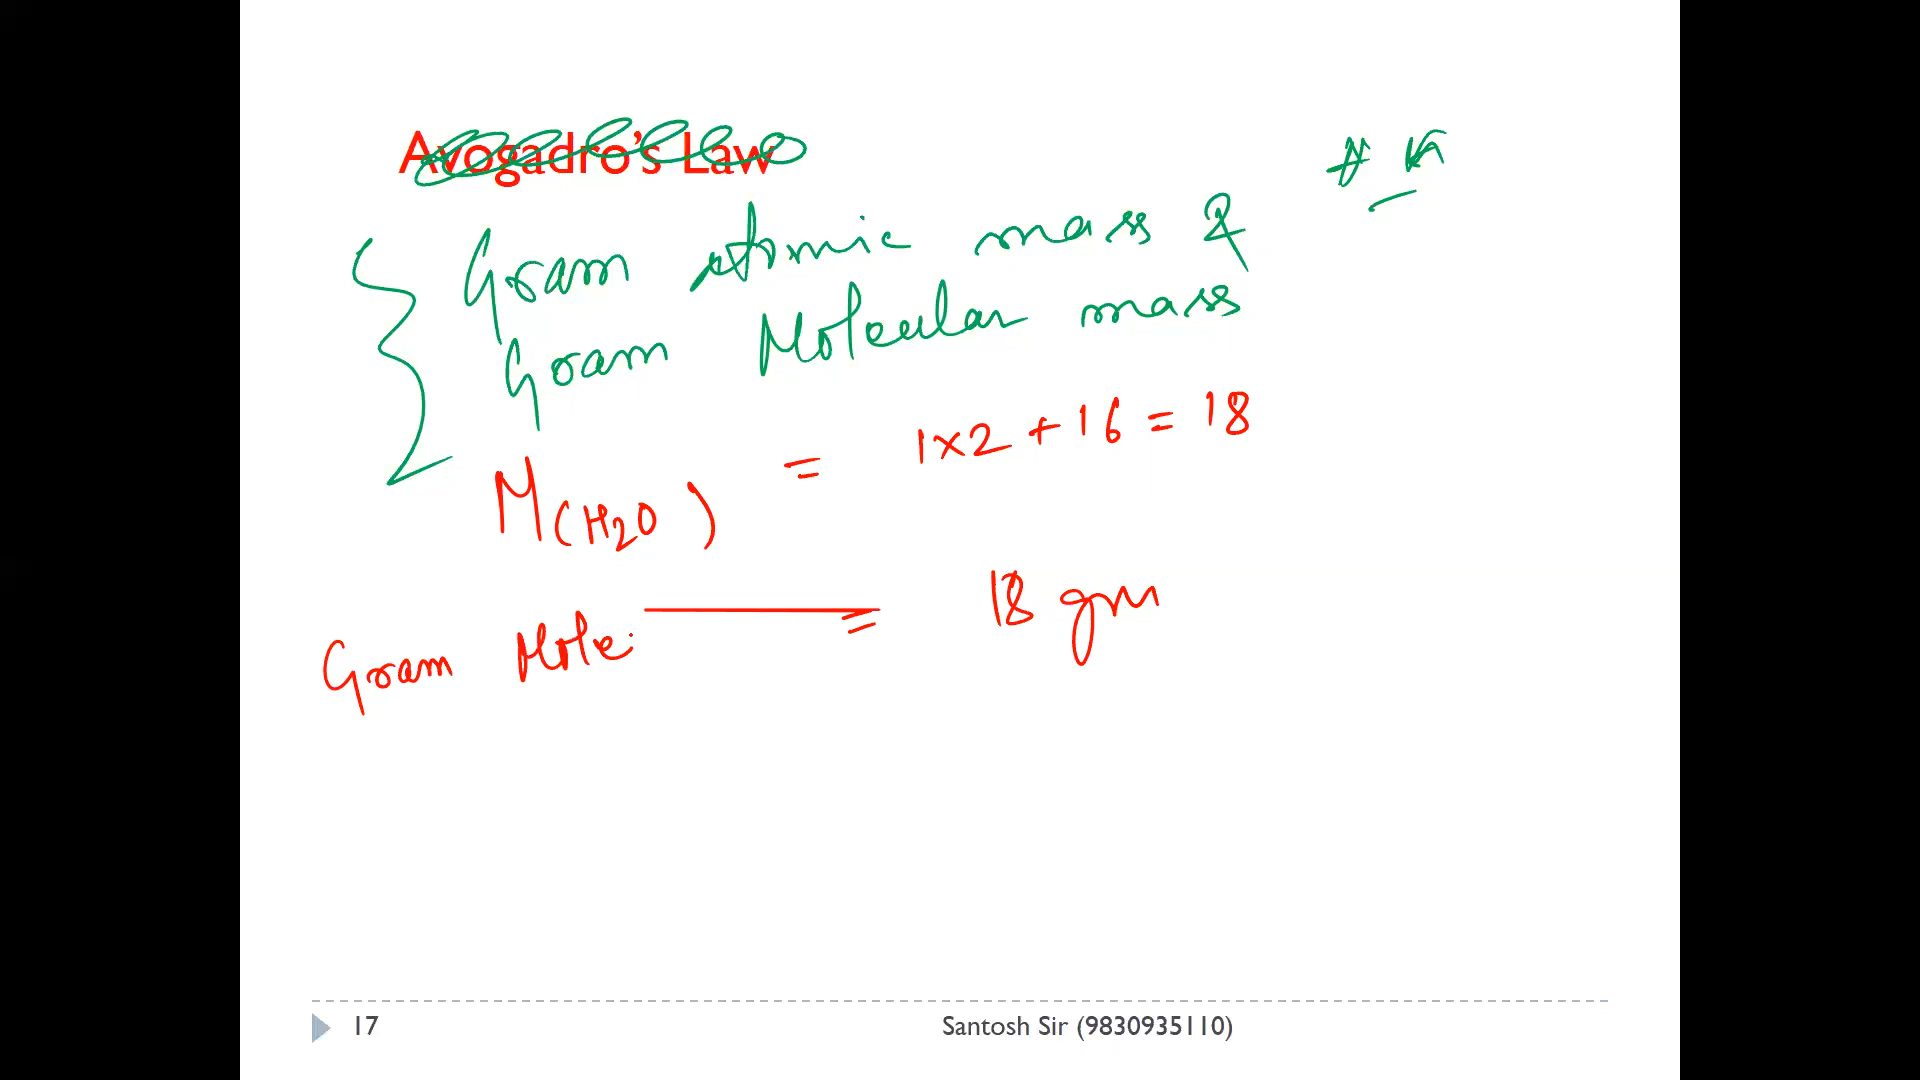 Avogadro's Law
Gram atomic mass &
Gram Molecular mass
M(H2O) = 1x2 + 16 = 18
Gram Mole. = 18 gm
17 Santosh Sir (9830935110)